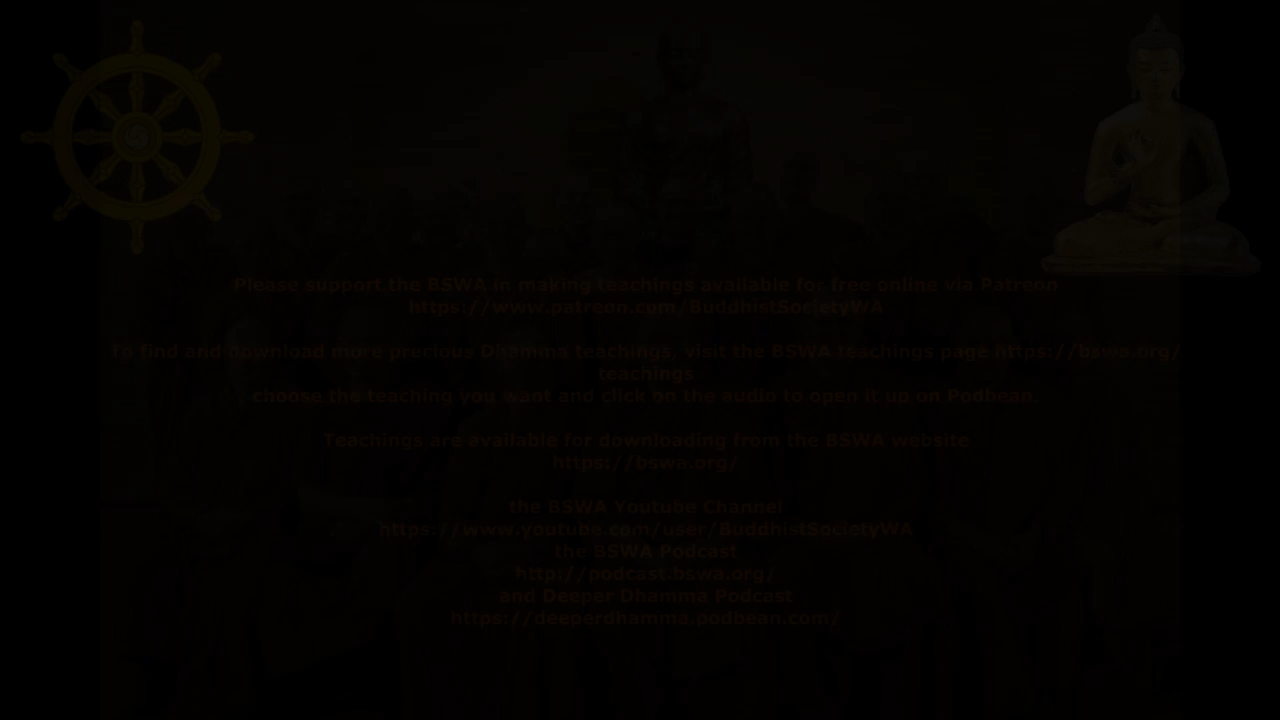 Please support the BSWA in making teachings available for free online via Patreon
https://www.patreon.com/BuddhistSocietyWA
To find and download more precious Dhamma teachings, visit the BSWA teachings page https://bswa.org/
teachings
choose the teaching you want and click on the audio to open it up on Podbean.
Teachings are available for downloading from the BSWA website
https://bswa.org/
the BSWA Youtube Channel
https://www.youtube.com/user/BuddhistSocietyWA
the BSWA Podcast
http://podcast.bswa.org/
and Deeper Dhamma Podcast
https://deeperdhamma.podbean.com/